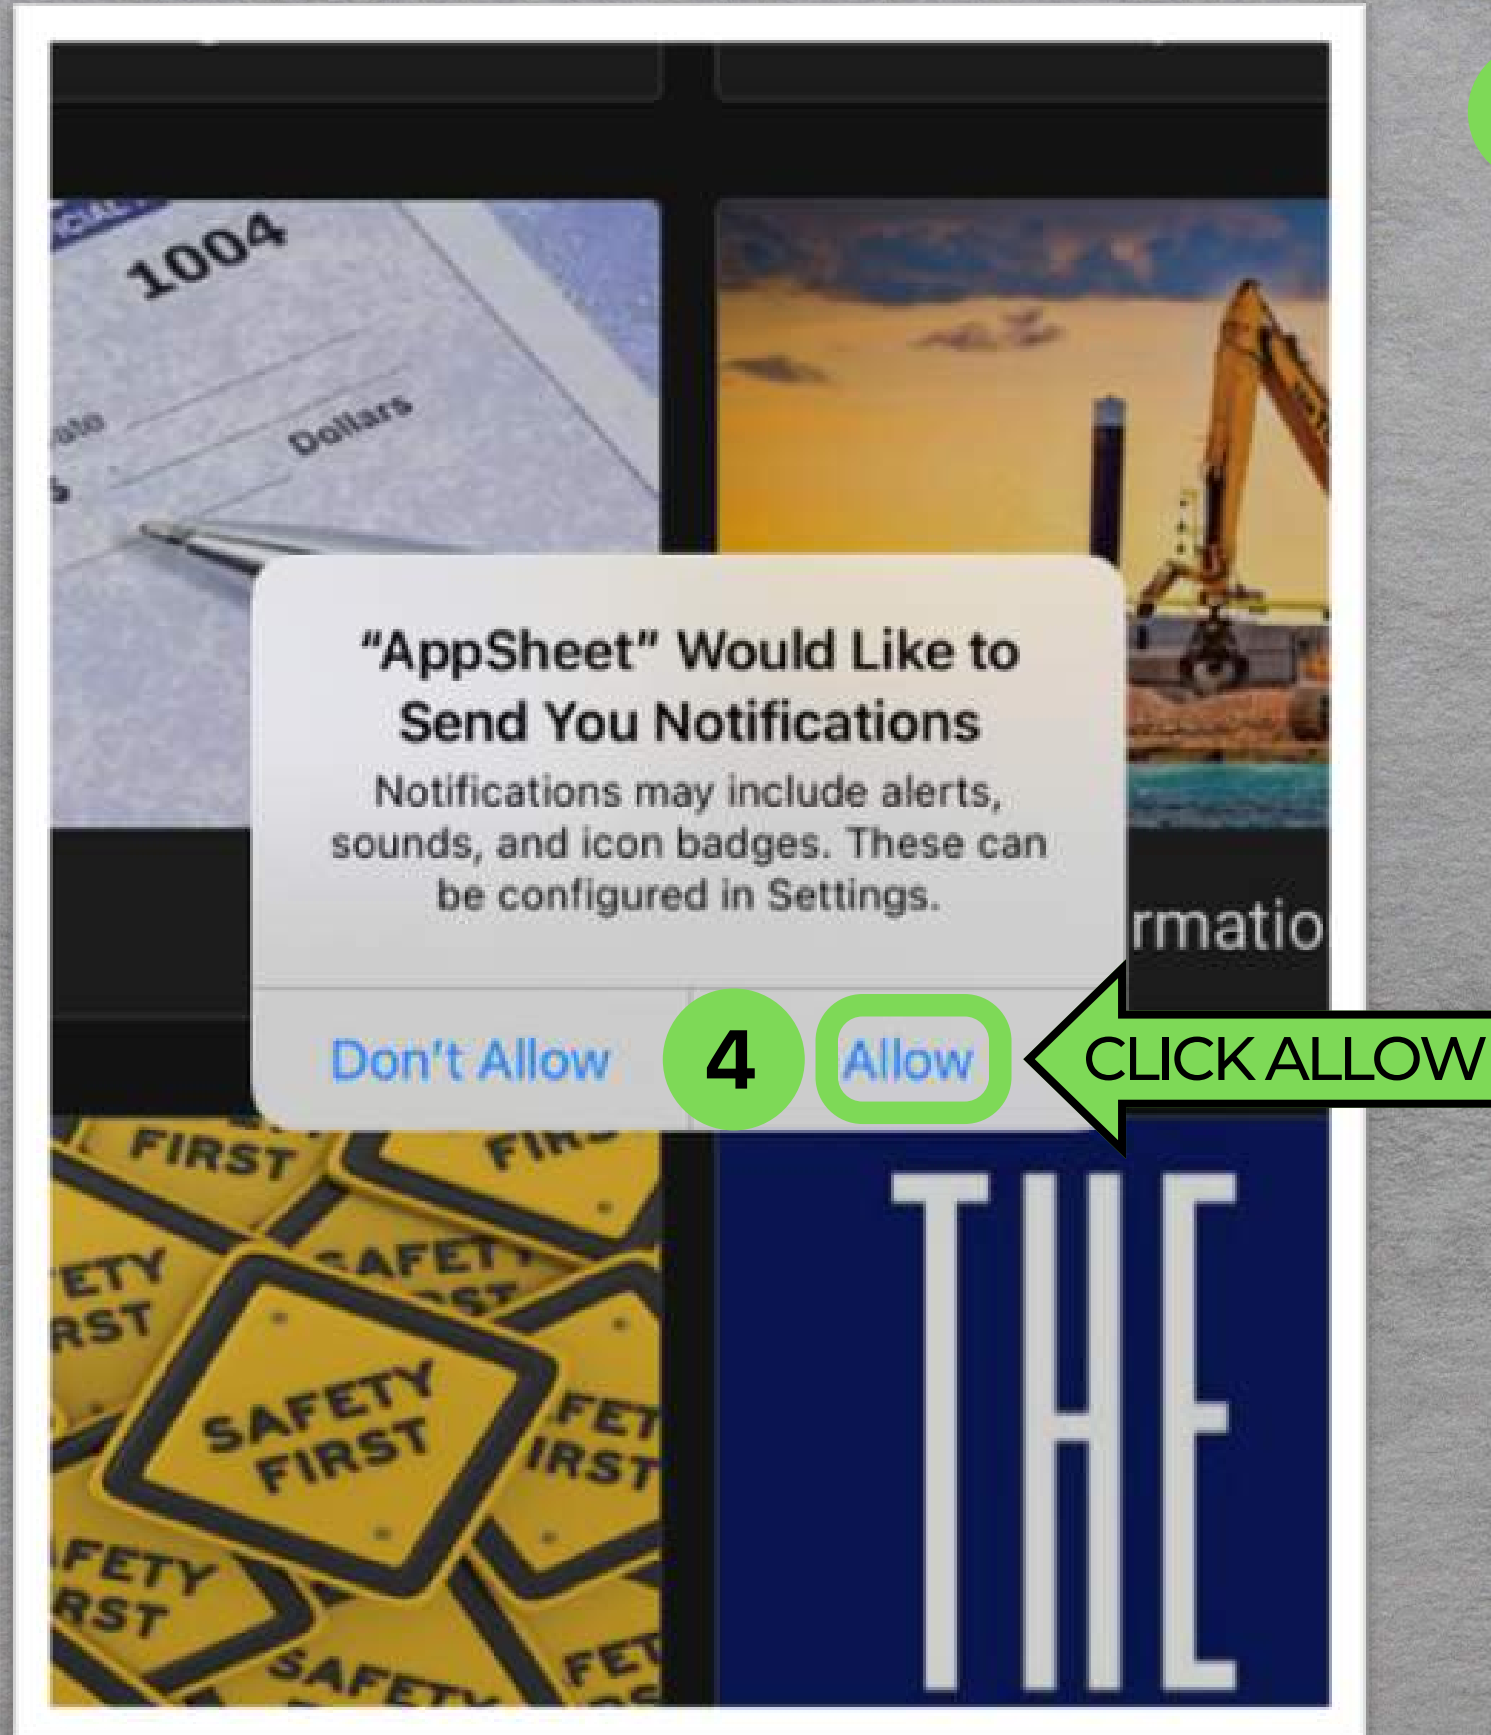 1004
Dollars
"AppSheet" Would Like to
Send You Notifications
Notifications may include alerts,
sounds, and icon badges. These can
be configured in Settings.
rmatio
Don't Allow
4
Allow
CLICK ALLOW
FIRST
SAFETY
FIRST
SAFETY
THE